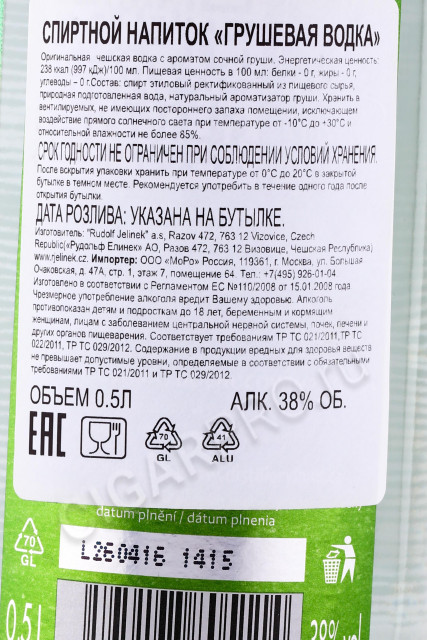 СПИРТНОЙ НАПИТОК «ГРУШЕВАЯ ВОДКА»
Оригинальная чешская водка с ароматом сочной груши. Энергетическая ценность:
238 ккал (997 кДж)/100 мл. Пищевая ценность в 100 мл: белки - 0 г, жиры - 0 г,
углеводы – 0 г.Состав: спирт этиловый ректификованный из пищевого сырья,
природная подготовленная вода, натуральный ароматизатор груши. Хранить в
вентилируемых, не имеющих постороннего запаха помещении, исключающем
воздействие прямого солнечного света при температуре от -10°С до +30°С и
относительной влажности не более 85%.
СРОК ГОДНОСТИ НЕ ОГРАНИЧЕН ПРИ СОБЛЮДЕНИИ УСЛОВИЙ ХРАНЕНИЯ.
После вскрытия упаковки хранить при температуре от 0°С до 20°С в закрытой
бутылке в темном месте. Рекомендуется употребить в течение одного года после
открытия бутылки.
ДАТА РОЗЛИВА: УКАЗАНА НА БУТЫЛКЕ.
Изготовитель: "Rudolf Jelinek" a.s, Razov 472, 763 12 Vizovice, Czech
Republic(«Рудольф Елинек» АО, Разов 472, 763 12 Визовице, Чешская Республика)
www.rjelinek.cz. Импортер: ООО «МоРо» Россия, 119361, г. Москва, ул. Большая
Очаковская, д. 47А, стр. 1, этаж 7, помещение 64. Тел.: +7(495) 926-01-04
Изготовлено в соответствии с Регламентом ЕС №110/2008 от 15.01.2008 года
Чрезмерное употребление алкоголя вредит Вашему здоровью. Алкоголь
противопоказан детям и подросткам до 18 лет, беременным и кормящим
женщинам, лицам с заболеванием центральной нервной системы, почек, печени и
других органов пищеварения. Соответствует требованиям ТР ТС 021/2011, ТР ТС
022/2011, ТР ТС 029/2012. Содержание в продукции вредных для здоровья веществ
не превышает допустимые уровни, определяемые в соответствии с обязательными
требованиями ТР ТС 021/2011 и ТР ТС 029/2012.
ОБЪЕМ 0.5Л АЛК. 38% ОБ.
EAC 70 GL 41 ALU
datum plnění / dátum plnenia
70 GL
L260416 1415
0,5 l 38% vol